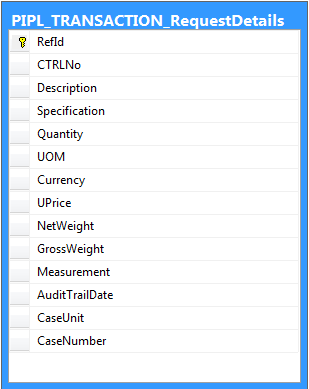 PIPL_TRANSACTION_RequestDetails
RefId
CTRLNo
Description
Specification
Quantity
UOM
Currency
UPrice
NetWeight
GrossWeight
Measurement
AuditTrailDate
CaseUnit
CaseNumber